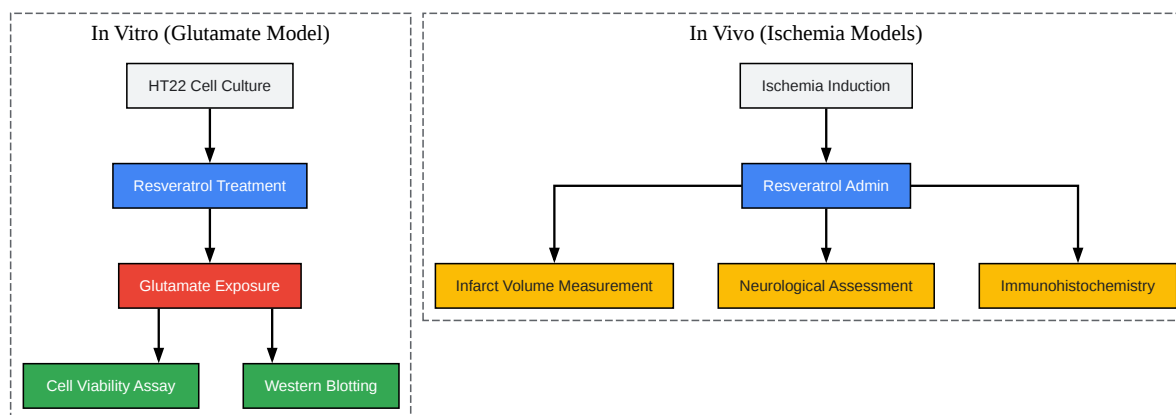 In Vitro (Glutamate Model)
HT22 Cell Culture
Resveratrol Treatment
Glutamate Exposure
Cell Viability Assay
Western Blotting
In Vivo (Ischemia Models)
Ischemia Induction
Resveratrol Admin
Infarct Volume Measurement
Neurological Assessment
Immunohistochemistry